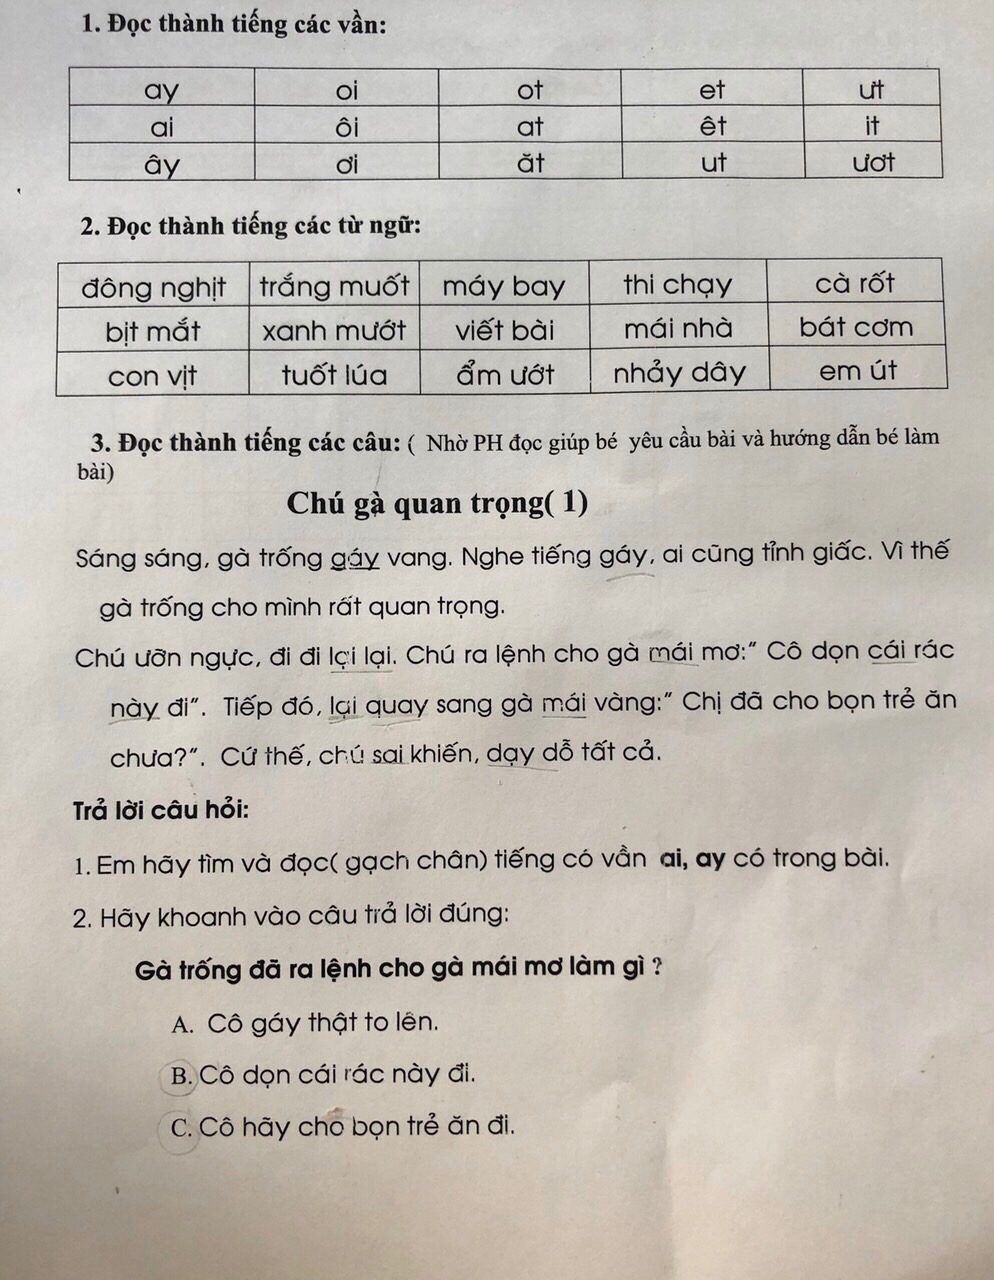 1. Đọc thành tiếng các vần:
ay oi ot et ưt
ai ôi at êt it
ây ơi ăt ut ươt
2. Đọc thành tiếng các từ ngữ:
đông nghịt trắng muốt máy bay thi chạy cà rốt
bịt mắt xanh mướt viết bài mái nhà bát cơm
con vịt tuốt lúa ẩm ướt nhảy dây em út
3. Đọc thành tiếng các câu: ( Nhờ PH đọc giúp bé yêu cầu bài và hướng dẫn bé làm
bài)
Chú gà quan trọng( 1)
Sáng sáng, gà trống gáy vang. Nghe tiếng gáy, ai cũng tỉnh giấc. Vì thế
gà trống cho mình rất quan trọng.
Chú ưỡn ngực, đi đi lại lại. Chú ra lệnh cho gà mái mơ:” Cô dọn cái rác
này đi”. Tiếp đó, lại quay sang gà mái vàng:” Chị đã cho bọn trẻ ăn
chưa?”. Cứ thế, chú sai khiến, dạy dỗ tất cả.
Trả lời câu hỏi:
1. Em hãy tìm và đọc( gạch chân) tiếng có vần ai, ay có trong bài.
2. Hãy khoanh vào câu trả lời đúng:
Gà trống đã ra lệnh cho gà mái mơ làm gì ?
A. Cô gáy thật to lên.
B. Cô dọn cái rác này đi.
C. Cô hãy cho bọn trẻ ăn đi.